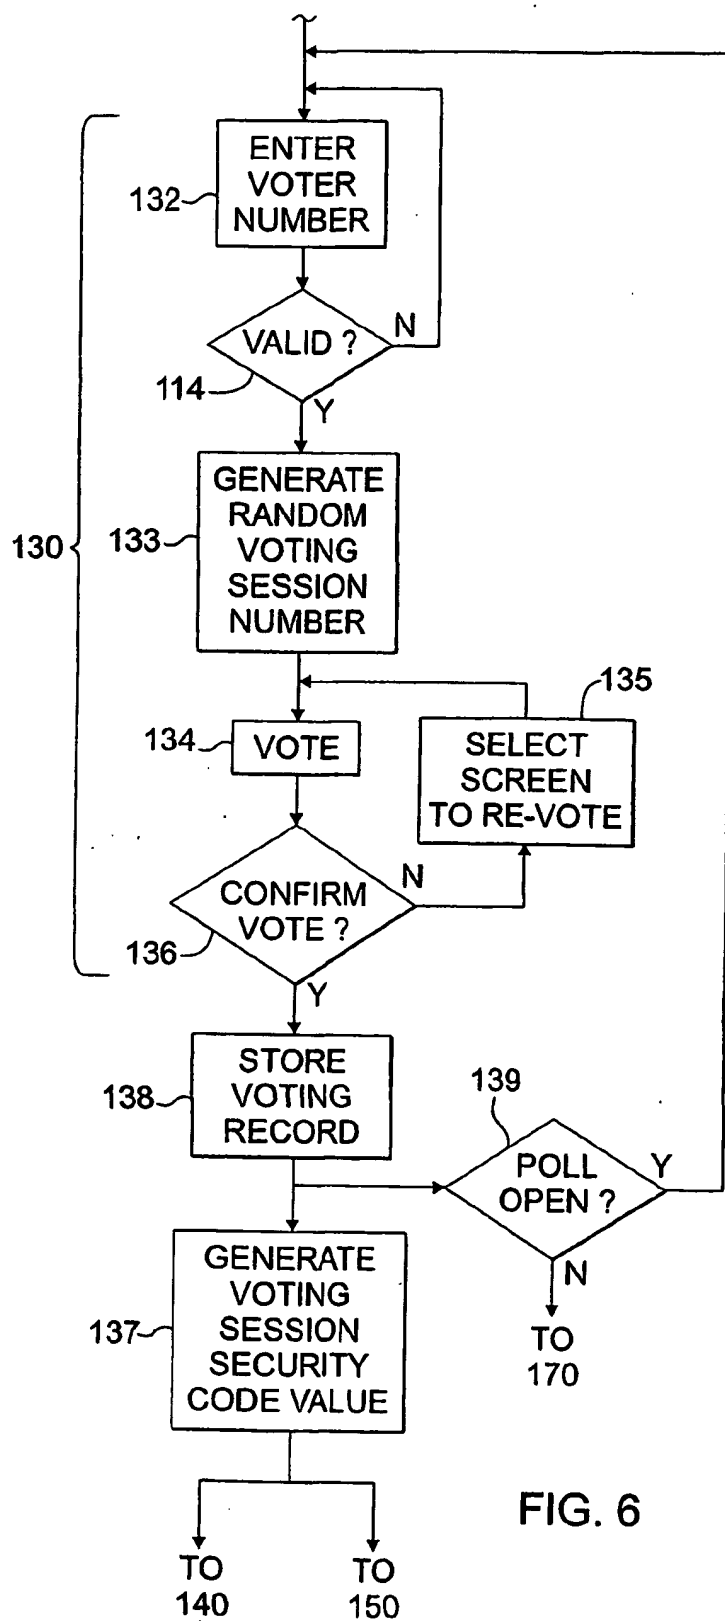 ENTER
VOTER
NUMBER
132
VALID ?
N
114
Y
GENERATE
RANDOM
VOTING
SESSION
NUMBER
130
133
135
134
VOTE
SELECT
SCREEN
TO RE-VOTE
CONFIRM
VOTE ?
N
136
Y
STORE
VOTING
RECORD
138
139
POLL
OPEN ?
Y
N
TO
170
GENERATE
VOTING
SESSION
SECURITY
CODE VALUE
137
FIG. 6
TO
140
TO
150